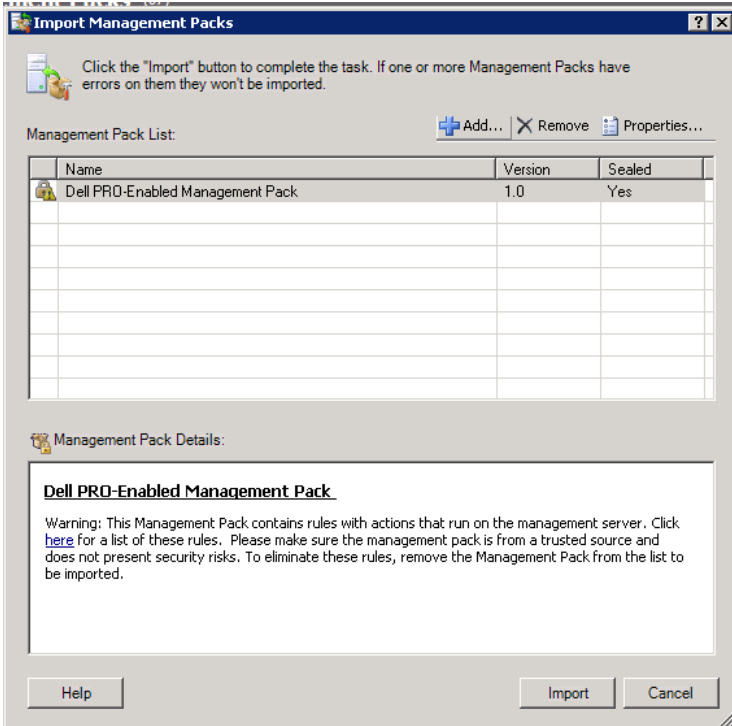 Import Management Packs
Click the "Import" button to complete the task. If one or more Management Packs have
errors on them they won't be imported.
Management Pack List:
Add...
Remove
Properties...
Name Version Sealed
Dell PRO-Enabled Management Pack 1.0 Yes
Management Pack Details:
Dell PRO-Enabled Management Pack
Warning: This Management Pack contains rules with actions that run on the management server. Click
here for a list of these rules. Please make sure the management pack is from a trusted source and
does not present security risks. To eliminate these rules, remove the Management Pack from the list to
be imported.
Help
Import
Cancel